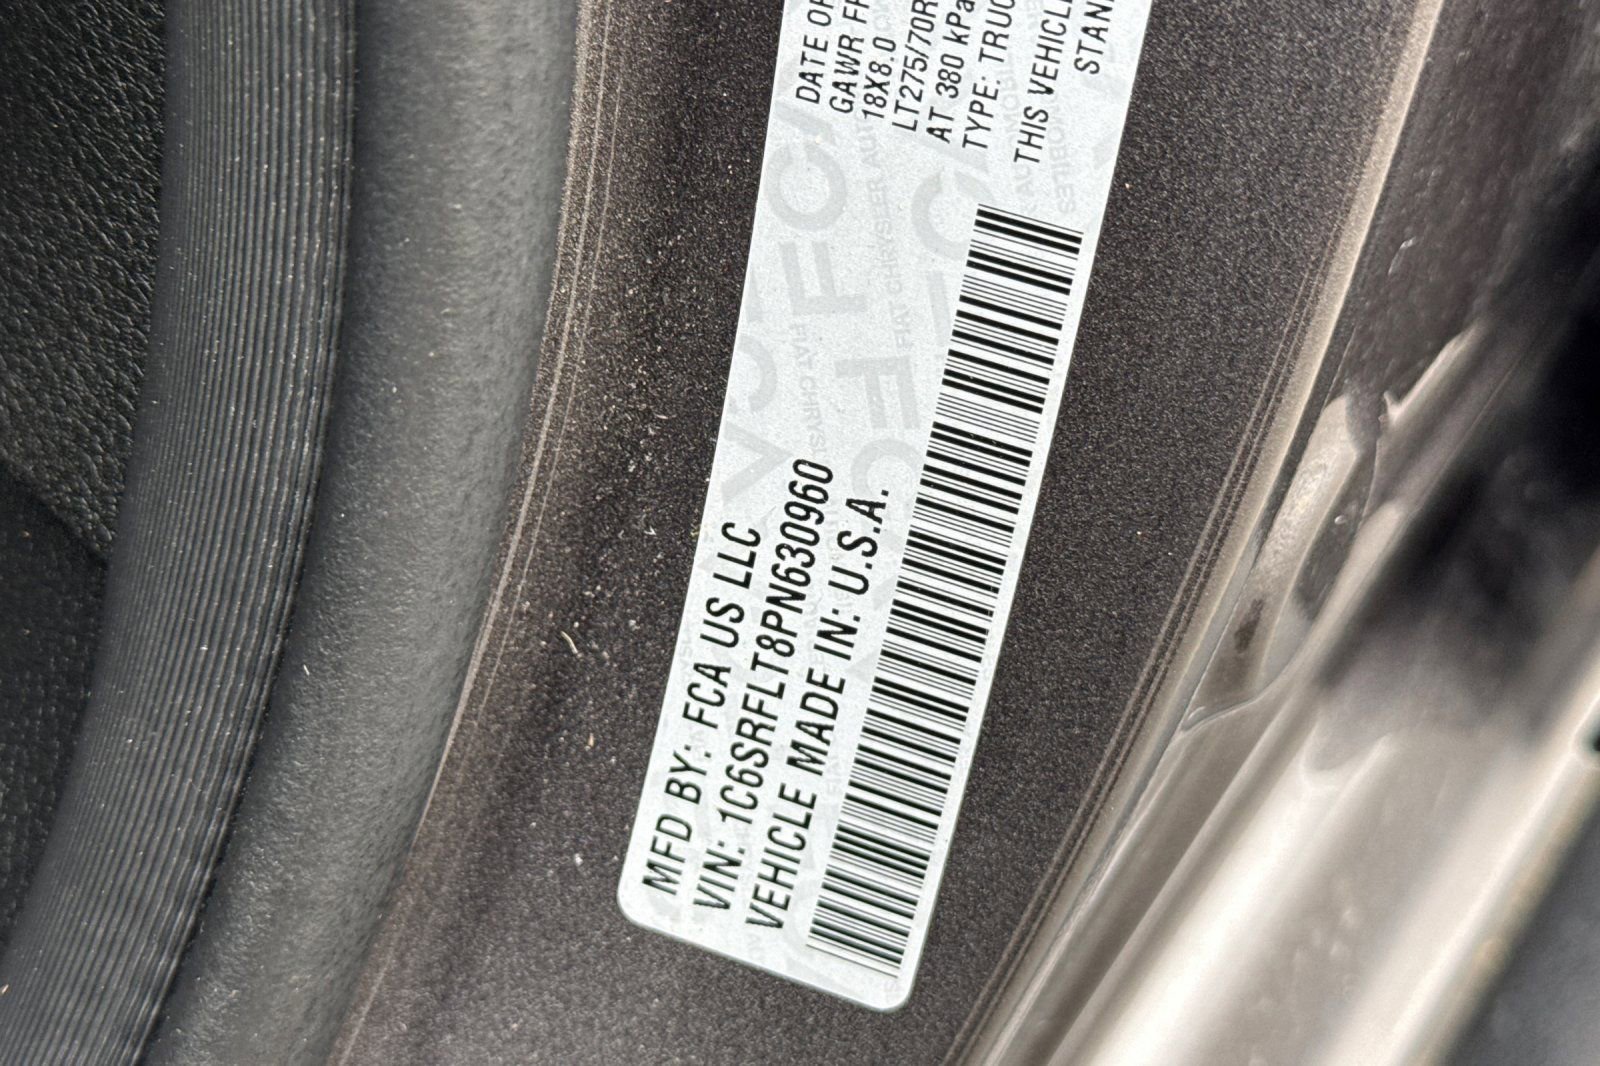 MFD BY: FCA US LLC
VIN: 1C6SRFLT8PN630960
VEHICLE MADE IN: U.S.A.
DATE OF
GAWR
18X8.0
LT275/70R
AT 380 kPa
TYPE: TRUC
THIS VEHICLE
STAN